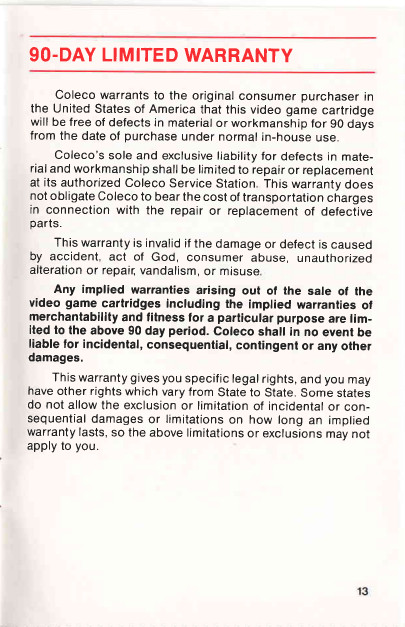 90-DAY LIMITED WARRANTY
Coleco warrants to the original consumer purchaser in
the United States of America that this video game cartridge
will be free of defects in material or workmanship for 90 days
from the date of purchase under normal in-house use.
Coleco's sole and exclusive liability for defects in mate-
rial and workmanship shall be limited to repair or replacement
at its authorized Coleco Service Station. This warranty does
not obligate Coleco to bear the cost of transportation charges
in connection with the repair or replacement of defective
parts.
This warranty is invalid if the damage or defect is caused
by accident, act of God, consumer abuse, unauthorized
alteration or repair, vandalism, or misuse.
Any implied warranties arising out of the sale of the
video game cartridges including the implied warranties of
merchantability and fitness for a particular purpose are lim-
ited to the above 90 day period. Coleco shall in no event be
liable for incidental, consequential, contingent or any other
damages.
This warranty gives you specific legal rights, and you may
have other rights which vary from State to State. Some states
do not allow the exclusion or limitation of incidental or con-
sequential damages or limitations on how long an implied
warranty lasts, so the above limitations or exclusions may not
apply to you.
13